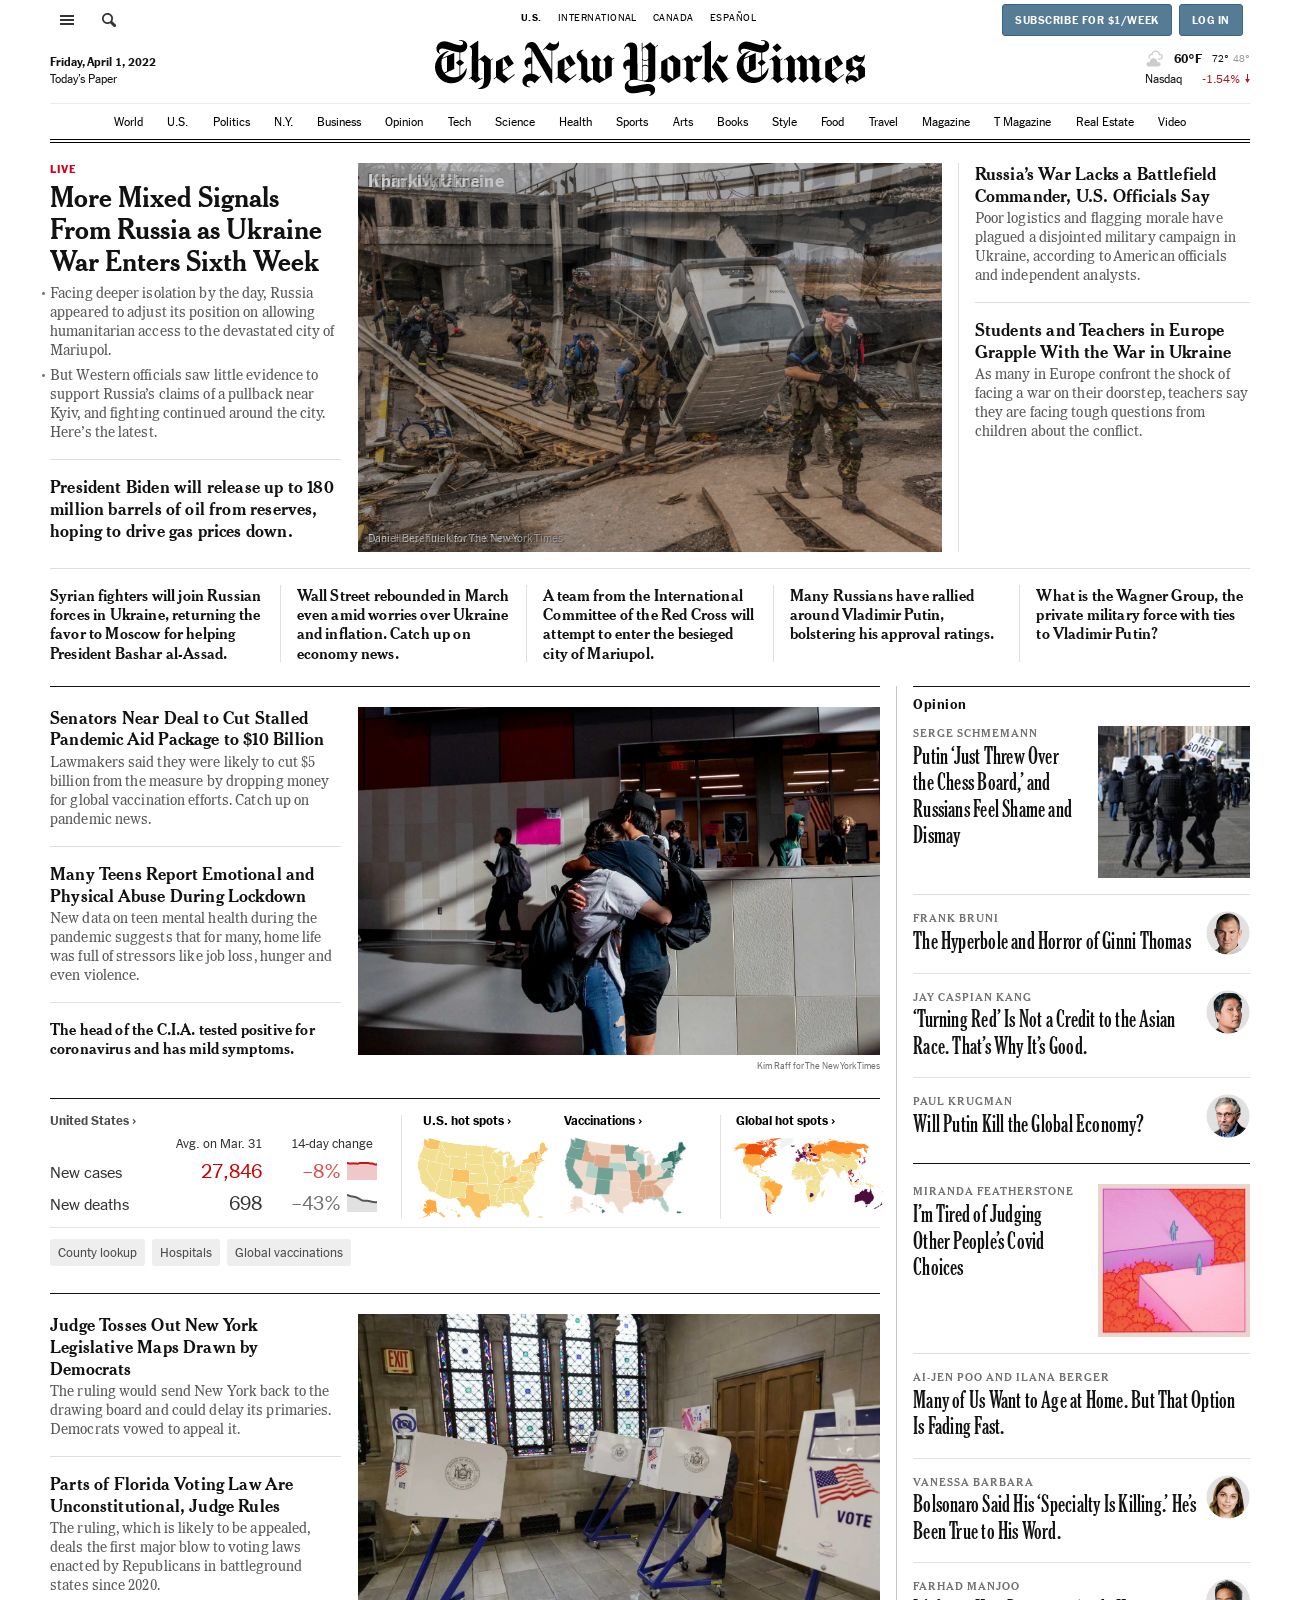 U.S. INTERNATIONAL CANADA ESPAÑOL
SUBSCRIBE FOR $1/WEEK LOG IN
Friday, April 1, 2022
Today's Paper
The New York Times
60°F 72° 48°
Nasdaq -1.54%
World U.S. Politics N.Y. Business Opinion Tech Science Health Sports Arts Books Style Food Travel Magazine T Magazine Real Estate Video
LIVE
More Mixed Signals
From Russia as Ukraine
War Enters Sixth Week
Facing deeper isolation by the day, Russia
appeared to adjust its position on allowing
humanitarian access to the devastated city of
Mariupol.
But Western officials saw little evidence to
support Russia's claims of a pullback near
Kyiv, and fighting continued around the city.
Here's the latest.
President Biden will release up to 180
million barrels of oil from reserves,
hoping to drive gas prices down.
Ukraine
for The New York Times
Russia's War Lacks a Battlefield
Commander, U.S. Officials Say
Poor logistics and flagging morale have
plagued a disjointed military campaign in
Ukraine, according to American officials
and independent analysts.
Students and Teachers in Europe
Grapple With the War in Ukraine
As many in Europe confront the shock of
facing a war on their doorstep, teachers say
they are facing tough questions from
children about the conflict.
Syrian fighters will join Russian
forces in Ukraine, returning the
favor to Moscow for helping
President Bashar al-Assad.
Wall Street rebounded in March
even amid worries over Ukraine
and inflation. Catch up on
economy news.
A team from the International
Committee of the Red Cross will
attempt to enter the besieged
city of Mariupol.
Many Russians have rallied
around Vladimir Putin,
bolstering his approval ratings.
What is the Wagner Group, the
private military force with ties
to Vladimir Putin?
Senators Near Deal to Cut Stalled
Pandemic Aid Package to $10 Billion
Lawmakers said they were likely to cut $5
billion from the measure by dropping money
for global vaccination efforts. Catch up on
pandemic news.
Many Teens Report Emotional and
Physical Abuse During Lockdown
New data on teen mental health during the
pandemic suggests that for many, home life
was full of stressors like job loss, hunger and
even violence.
The head of the C.I.A. tested positive for
coronavirus and has mild symptoms.
Kim Raff for The New York Times
United States ›
Avg. on Mar. 31 14-day change
New cases 27,846 –8%
New deaths 698 –43%
U.S. hot spots ›
Vaccinations ›
Global hot spots ›
County lookup Hospitals Global vaccinations
Judge Tosses Out New York
Legislative Maps Drawn by
Democrats
The ruling would send New York back to the
drawing board and could delay its primaries.
Democrats vowed to appeal it.
Parts of Florida Voting Law Are
Unconstitutional, Judge Rules
The ruling, which is likely to be appealed,
deals the first major blow to voting laws
enacted by Republicans in battleground
states since 2020.
EXIT
VOTE
Opinion
SERGE SCHMEMANN
Putin 'Just Threw Over
the Chess Board,' and
Russians Feel Shame and
Dismay
НЕТ
ВОЙНЕ
FRANK BRUNI
The Hyperbole and Horror of Ginni Thomas
JAY CASPIAN KANG
'Turning Red' Is Not a Credit to the Asian
Race. That's Why It's Good.
PAUL KRUGMAN
Will Putin Kill the Global Economy?
MIRANDA FEATHERSTONE
I'm Tired of Judging
Other People's Covid
Choices
AI-JEN POO AND ILANA BERGER
Many of Us Want to Age at Home. But That Option
Is Fading Fast.
VANESSA BARBARA
Bolsonaro Said His 'Specialty Is Killing.' He's
Been True to His Word.
FARHAD MANJOO